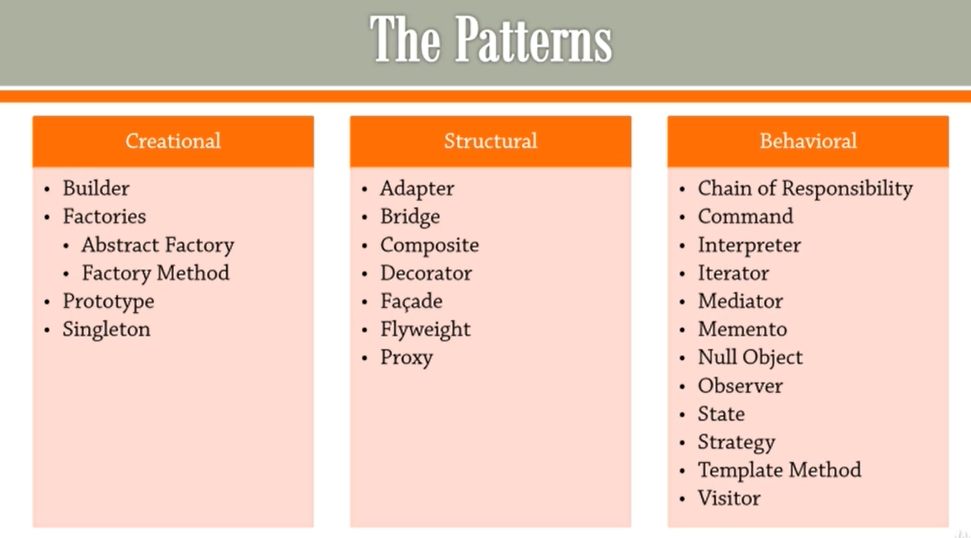 The Patterns
Creational
• Builder
• Factories
• Abstract Factory
• Factory Method
• Prototype
• Singleton
Structural
• Adapter
• Bridge
• Composite
• Decorator
• Façade
• Flyweight
• Proxy
Behavioral
• Chain of Responsibility
• Command
• Interpreter
• Iterator
• Mediator
• Memento
• Null Object
• Observer
• State
• Strategy
• Template Method
• Visitor